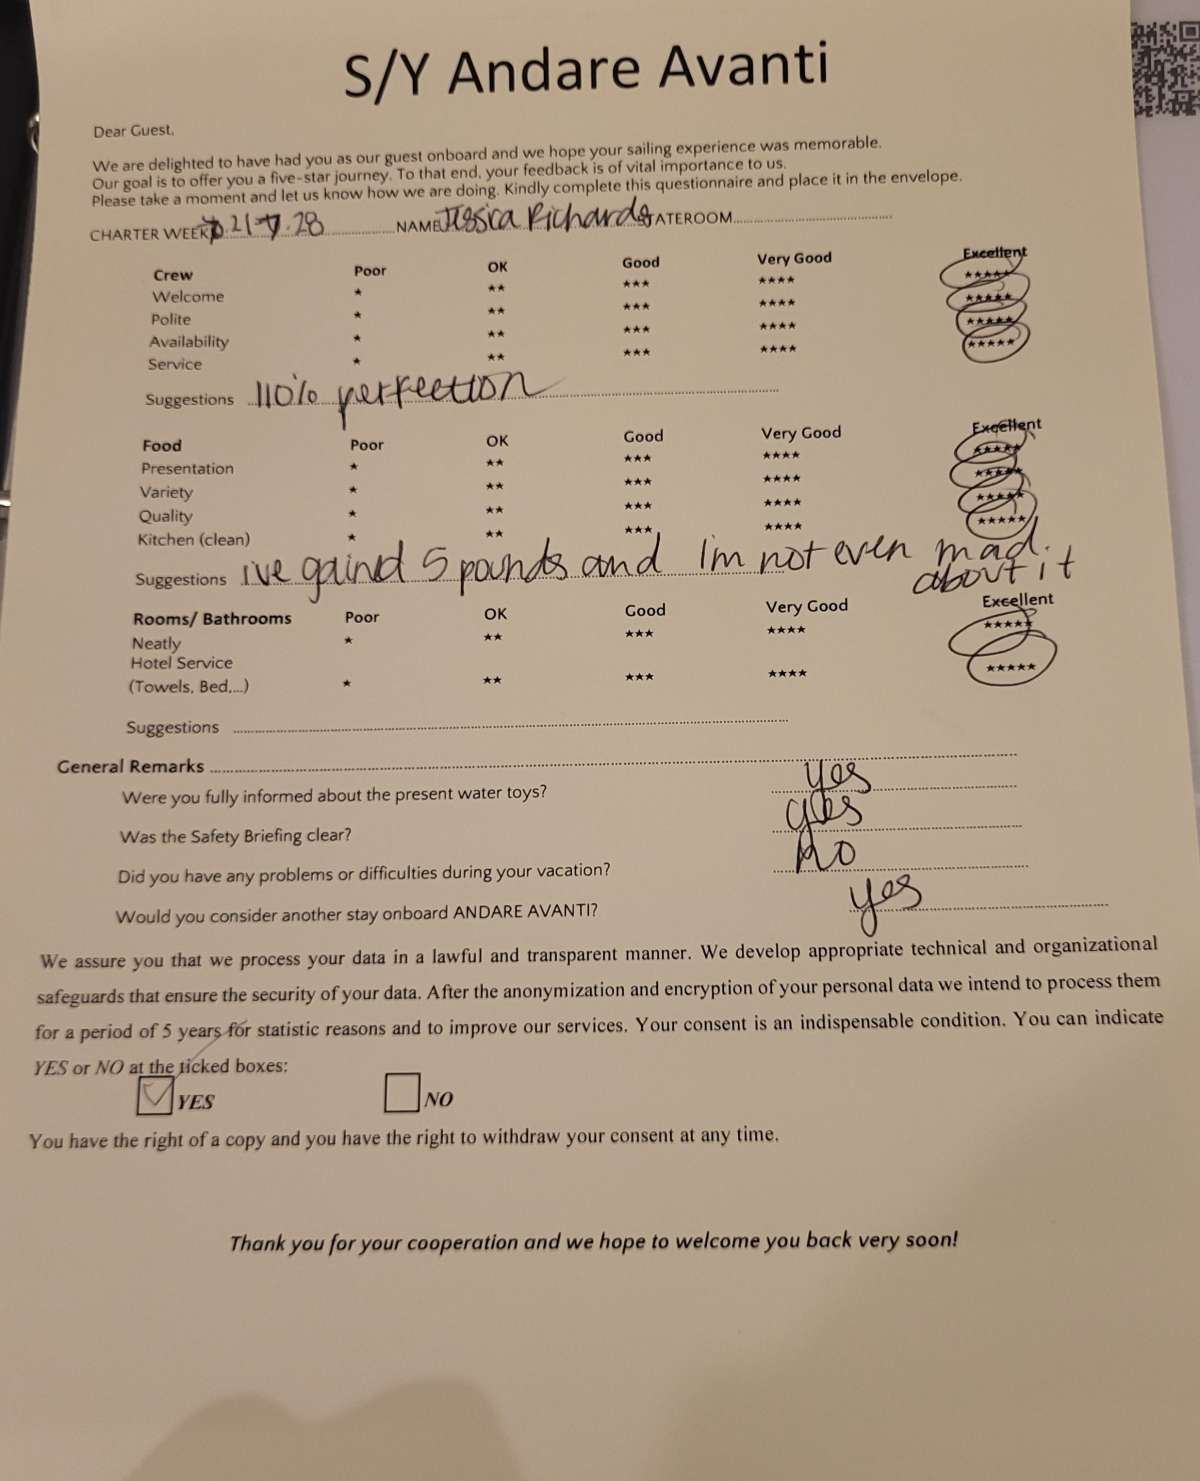 S/Y Andare Avanti
Dear Guest,
We are delighted to have had you as our guest onboard and we hope your sailing experience was memorable.
Our goal is to offer you a five-star journey. To that end, your feedback is of vital importance to us.
Please take a moment and let us know how we are doing. Kindly complete this questionnaire and place it in the envelope.
CHARTER WEEK 21-7.28 NAME Jessica Richards STATEROOM
Crew Poor OK Good Very Good Excellent
Welcome ★ ★★ ★★★ ★★★★ ★★★★★
Polite ★ ★★ ★★★ ★★★★ ★★★★★
Availability ★ ★★ ★★★ ★★★★ ★★★★★
Service ★ ★★ ★★★ ★★★★ ★★★★★
Suggestions 110% perfection
Food Poor OK Good Very Good Excellent
Presentation ★ ★★ ★★★ ★★★★ ★★★★★
Variety ★ ★★ ★★★ ★★★★ ★★★★★
Quality ★ ★★ ★★★ ★★★★ ★★★★★
Kitchen (clean) ★ ★★ ★★★ ★★★★ ★★★★★
Suggestions i've gained 5 pounds and I'm not even mad.
about it
Rooms/ Bathrooms Poor OK Good Very Good Excellent
Neatly ★ ★★ ★★★ ★★★★ ★★★★★
Hotel Service
(Towels, Bed,...) ★ ★★ ★★★ ★★★★ ★★★★★
Suggestions
General Remarks
Were you fully informed about the present water toys? yes
Was the Safety Briefing clear? yes
Did you have any problems or difficulties during your vacation? No
Would you consider another stay onboard ANDARE AVANTI? yes
We assure you that we process your data in a lawful and transparent manner. We develop appropriate technical and organizational
safeguards that ensure the security of your data. After the anonymization and encryption of your personal data we intend to process them
for a period of 5 years for statistic reasons and to improve our services. Your consent is an indispensable condition. You can indicate
YES or NO at the ticked boxes:
YES NO
You have the right of a copy and you have the right to withdraw your consent at any time.
Thank you for your cooperation and we hope to welcome you back very soon!